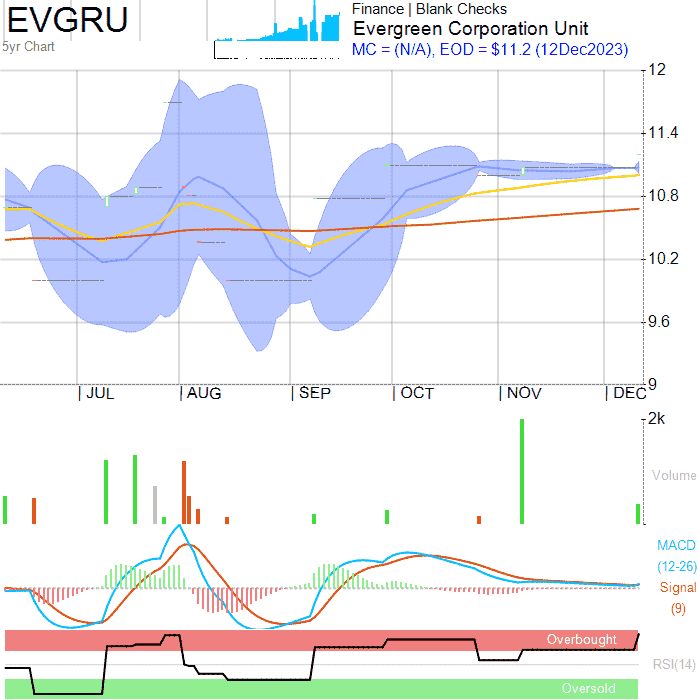 EVGRU
5yr Chart
Finance | Blank Checks
Evergreen Corporation Unit
MC = (N/A), EOD = $11.2 (12Dec2023)
12
11.4
10.8
10.2
9.6
9
JUL AUG SEP OCT NOV DEC
2k
Volume
MACD
(12-26)
Signal
(9)
Overbought
RSI(14)
Oversold